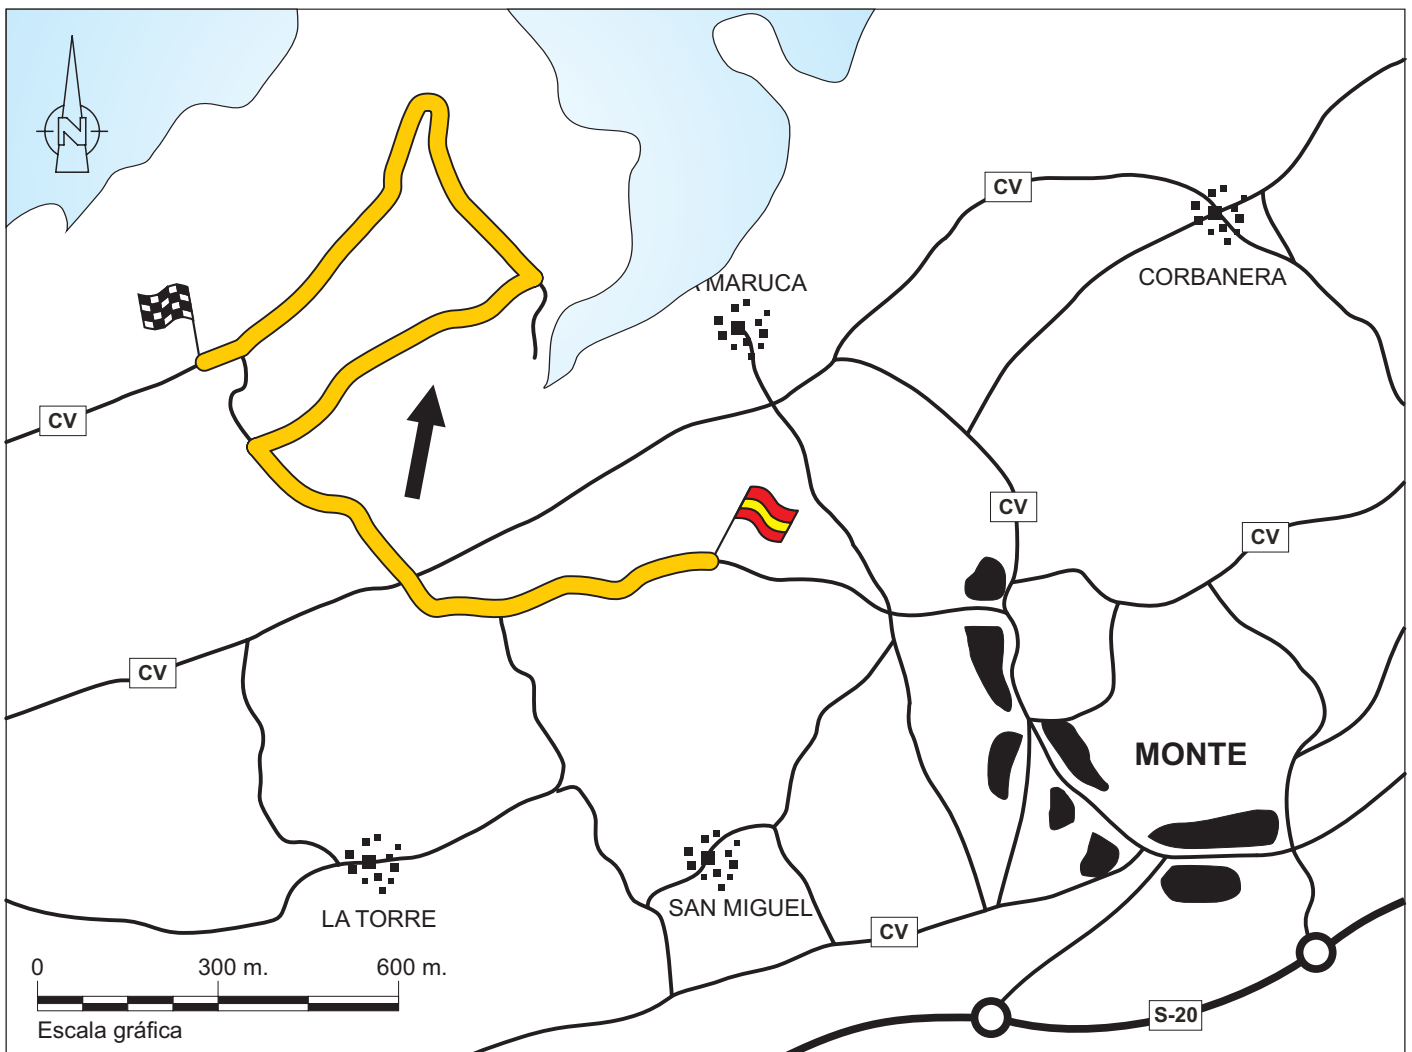 N
CV
A MARUCA
CORBANERA
CV
CV
CV
CV
MONTE
LA TORRE
SAN MIGUEL
CV
0 300 m. 600 m.
S-20
Escala gráfica